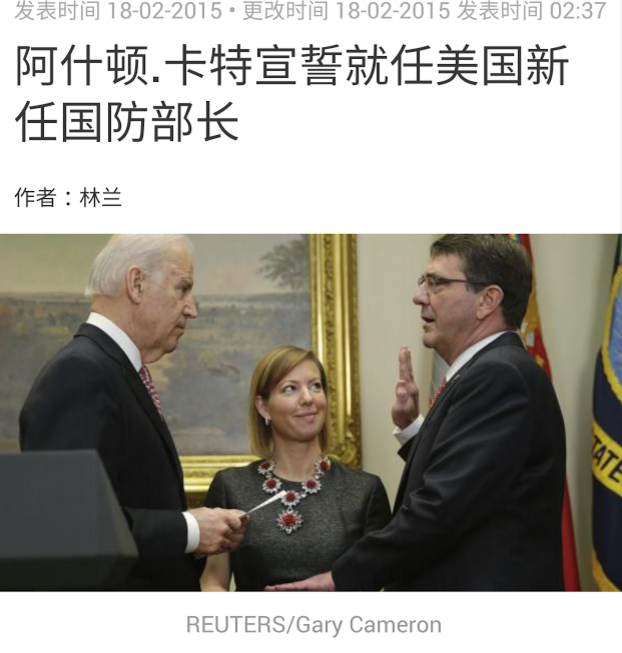 发表时间 18-02-2015 • 更改时间 18-02-2015 发表时间 02:37
阿什顿.卡特宣誓就任美国新
任国防部长
作者：林兰
TATE
REUTERS/Gary Cameron